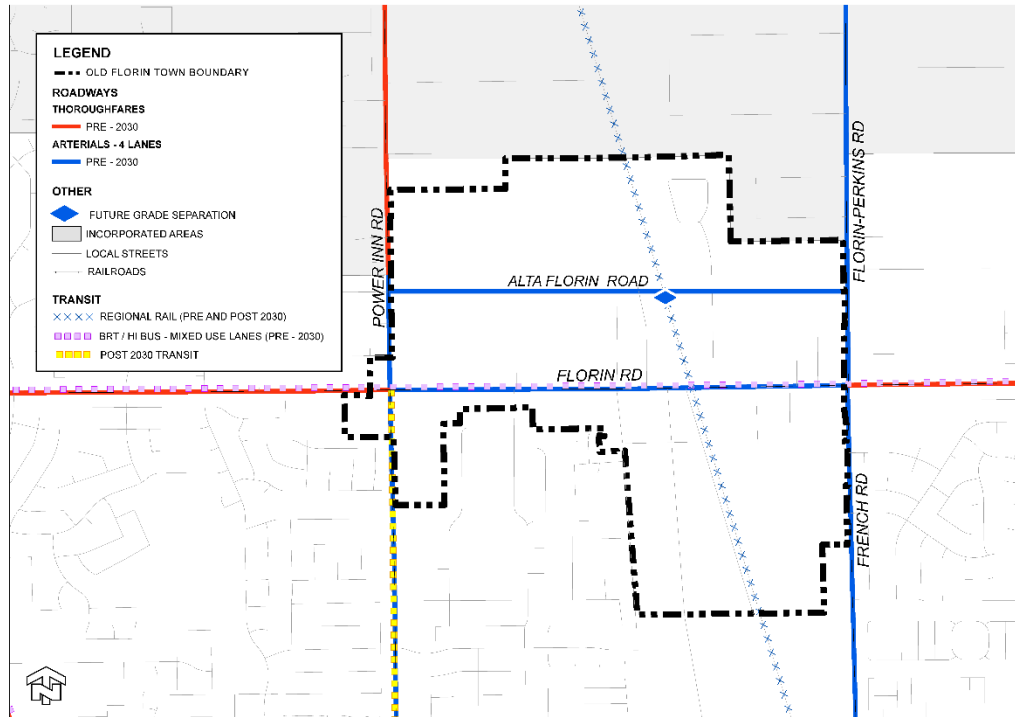 LEGEND
OLD FLORIN TOWN BOUNDARY
ROADWAYS
THOROUGHFARES
PRE - 2030
ARTERIALS - 4 LANES
PRE - 2030
OTHER
FUTURE GRADE SEPARATION
INCORPORATED AREAS
LOCAL STREETS
RAILROADS
TRANSIT
REGIONAL RAIL (PRE AND POST 2030)
BRT / HI BUS - MIXED USE LANES (PRE - 2030)
POST 2030 TRANSIT
POWER INN RD
FLORIN-PERKINS RD
ALTA FLORIN ROAD
FLORIN RD
FRENCH RD
N